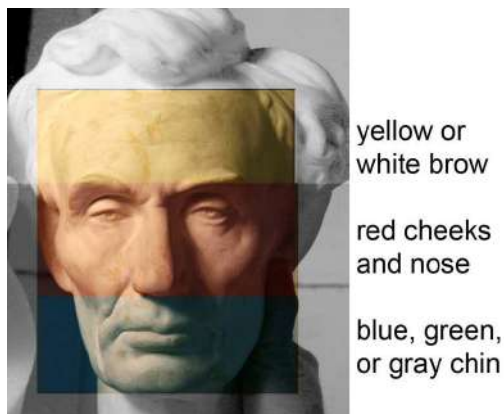 yellow or
white brow
red cheeks
and nose
blue, green,
or gray chin